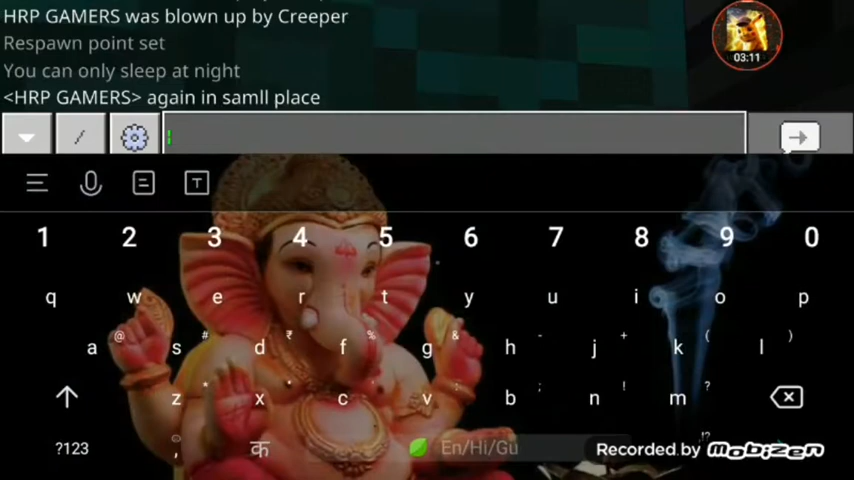 HRP GAMERS was blown up by Creeper
Respawn point set
You can only sleep at night
<HRP GAMERS> again in samll place
03:11
/
T
1 2 3 4 5 6 7 8 9 0
q w e r t y u i o p
@ # ₹ % & - + ( )
a s d f g h j k l
* " ' : ; ! ?
z x c v b n m
?123 , क En/Hi/Gu !?
Recorded by MOBIZEN